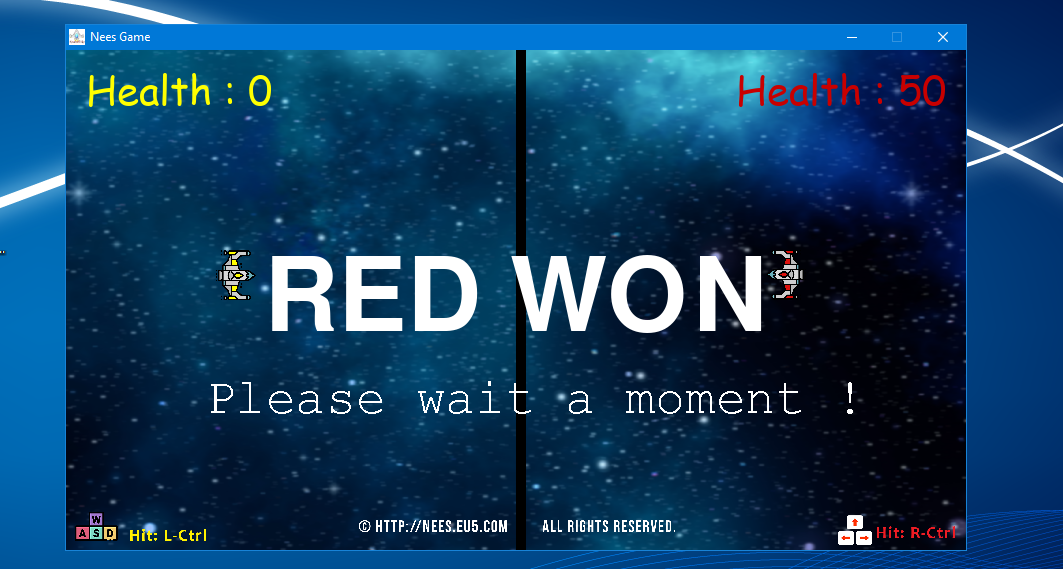 Nees Game
Health : 0
Health : 50
RED WON
Please wait a moment !
W
A S D
Hit: L-Ctrl
© HTTP://NEES.EU5.COM
ALL RIGHTS RESERVED.
Hit: R-Ctrl